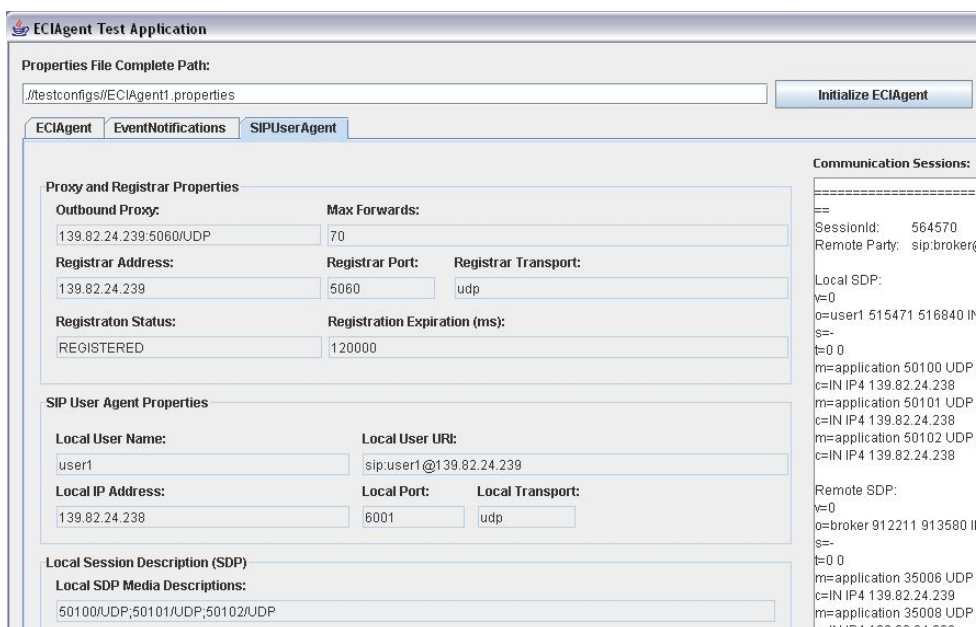 ECIAgent Test Application
Properties File Complete Path:
.//testconfigs//ECIAgent1.properties
Initialize ECIAgent
ECIAgent EventNotifications SIPUserAgent
Proxy and Registrar Properties
Outbound Proxy: Max Forwards:
139.82.24.239:5060/UDP 70
Registrar Address: Registrar Port: Registrar Transport:
139.82.24.239 5060 udp
Registraton Status: Registration Expiration (ms):
REGISTERED 120000
SIP User Agent Properties
Local User Name: Local User URI:
user1 sip:user1@139.82.24.239
Local IP Address: Local Port: Local Transport:
139.82.24.238 6001 udp
Local Session Description (SDP)
Local SDP Media Descriptions:
50100/UDP;50101/UDP;50102/UDP
Communication Sessions:
=====================
==
SessionId: 564570
Remote Party: sip:broker@
Local SDP:
v=0
o=user1 515471 516840 IN
s=-
t=0 0
m=application 50100 UDP
c=IN IP4 139.82.24.238
m=application 50101 UDP
c=IN IP4 139.82.24.238
m=application 50102 UDP
c=IN IP4 139.82.24.238
Remote SDP:
v=0
o=broker 912211 913580 I
s=-
t=0 0
m=application 35006 UDP
c=IN IP4 139.82.24.239
m=application 35008 UDP